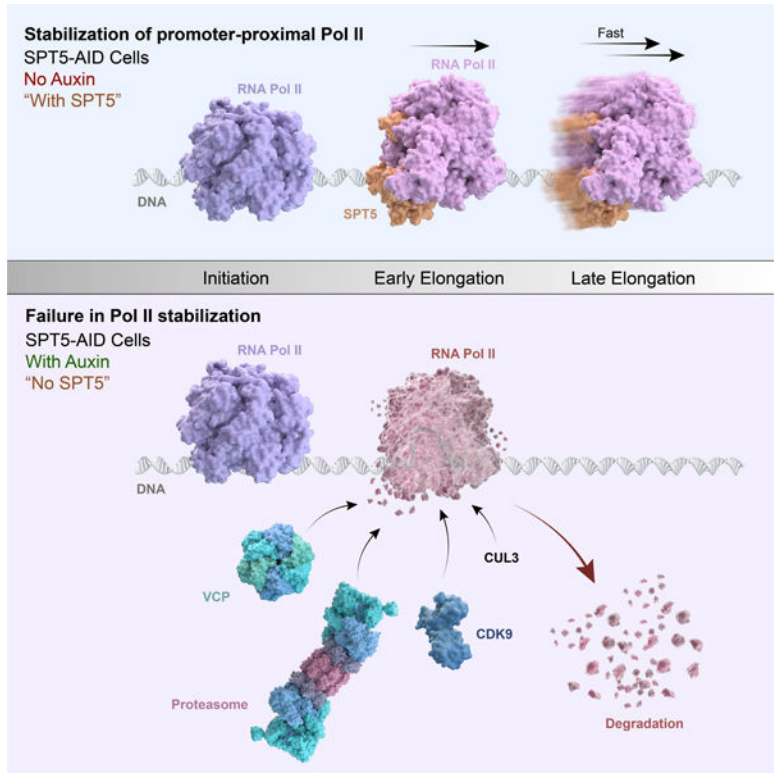 Stabilization of promoter-proximal Pol II
SPT5-AID Cells
No Auxin
“With SPT5”
RNA Pol II
RNA Pol II
Fast
DNA
SPT5
Initiation
Early Elongation
Late Elongation
Failure in Pol II stabilization
SPT5-AID Cells
With Auxin
“No SPT5”
RNA Pol II
RNA Pol II
DNA
VCP
CUL3
CDK9
Proteasome
Degradation